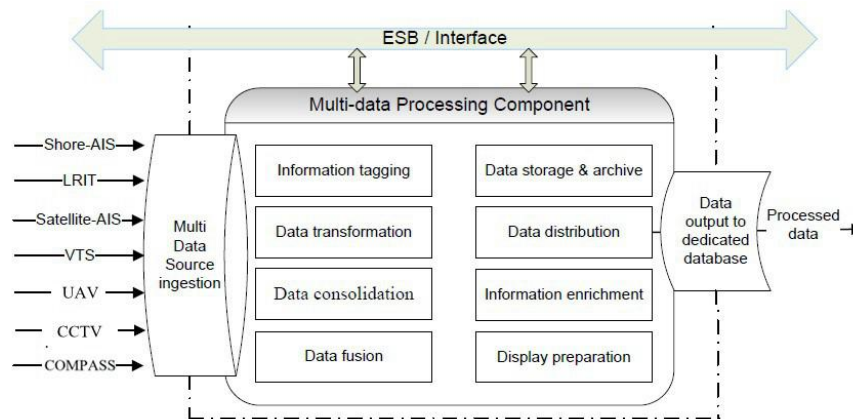 ESB / Interface
Multi-data Processing Component
Shore-AIS
LRIT
Satellite-AIS
VTS
UAV
CCTV
COMPASS
Multi
Data
Source
ingestion
Information tagging
Data transformation
Data consolidation
Data fusion
Data storage & archive
Data distribution
Information enrichment
Display preparation
Data
output to
dedicated
database
Processed
data